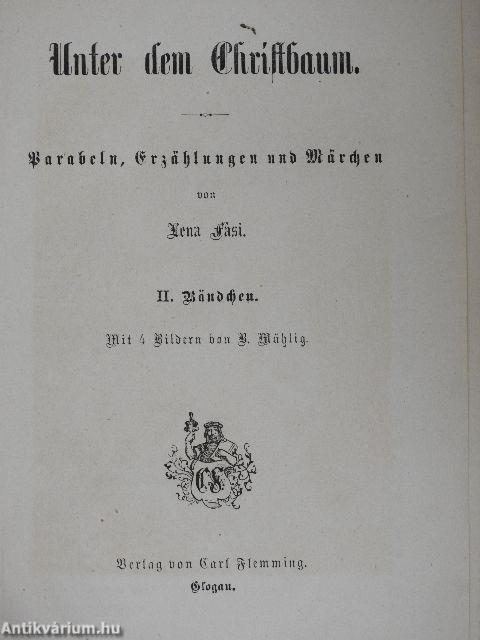 Unter dem Christbaum.
Parabeln, Erzählungen und Märchen
von
Lena Fäsi.
II. Bändchen.
Mit 4 Bildern von B. Mühlig.
C. F.
Verlag von Carl Flemming.
Glogau.
Antikvárium.hu